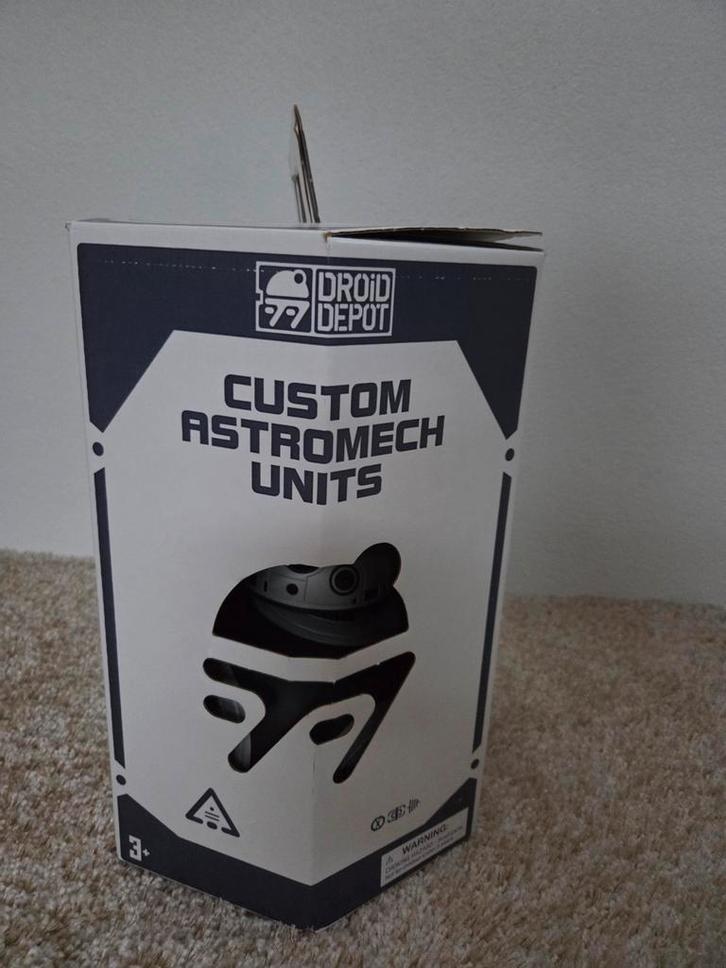 DROiD
DEPOT
CUSTOM
ASTROMECH
UNITS
3+
WARNING: